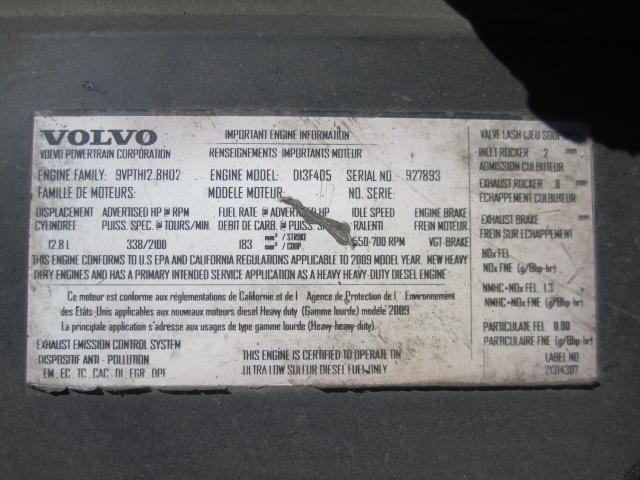 VOLVO
VOLVO POWERTRAIN CORPORATION
IMPORTANT ENGINE INFORMATION
RENSEIGNEMENTS IMPORTANTS MOTEUR
ENGINE FAMILY: 9VPTH12.8H02 ENGINE MODEL: D13F405 SERIAL NO. 927893
FAMILLE DE MOTEURS: MODELE MOTEUR NO. SERIE:
DISPLACEMENT ADVERTISED HP @ RPM FUEL RATE @ ADVERTISED HP IDLE SPEED ENGINE BRAKE
CYLINDREE PUISS. SPEC. @ TOURS/MIN. DEBIT DE CARB. @ PUISS. RALENTI FREIN MOTEUR
12.8 L 338/2100 183 mm³ / STROKE 550-700 RPM VGT-BRAKE
mm³ / COUP.
THIS ENGINE CONFORMS TO U.S EPA AND CALIFORNIA REGULATIONS APPLICABLE TO 2009 MODEL YEAR. NEW HEAVY
DUTY ENGINES AND HAS A PRIMARY INTENDED SERVICE APPLICATION AS A HEAVY HEAVY-DUTY DIESEL ENGINE
Ce moteur est conforme aux réglementations de Californie et de l' Agence de Protection de l' Environnement
des États-Unis applicables aux nouveaux moteurs diesel Heavy duty (Gamme lourde) modèle 2009.
La principale application s'adresse aux usages de type gamme lourde (Heavy-heavy-duty).
EXHAUST EMISSION CONTROL SYSTEM
DISPOSITIF ANTI - POLLUTION
EM, EC, TC, CAC, DI, EGR, DPF
THIS ENGINE IS CERTIFIED TO OPERATE ON
ULTRA LOW SULFUR DIESEL FUEL ONLY
VALVE LASH (JEU
INLET ROCKER .2 mm
ADMISSION CULBUTEUR
EXHAUST ROCKER .8 mm
ECHAPPEMENT CULBUTEUR
EXHAUST BRAKE mm
FREIN SUR ECHAPPEMENT
NOx FEL
NOx FNE (g/Bhp-hr)
NMHC+NOx FEL 1.3
NMHC+NOx FNE (g/Bhp-hr)
PARTICULATE FEL 0.00
PARTICULAIRE FNE (g/Bhp-hr)
LABEL NO
21314307